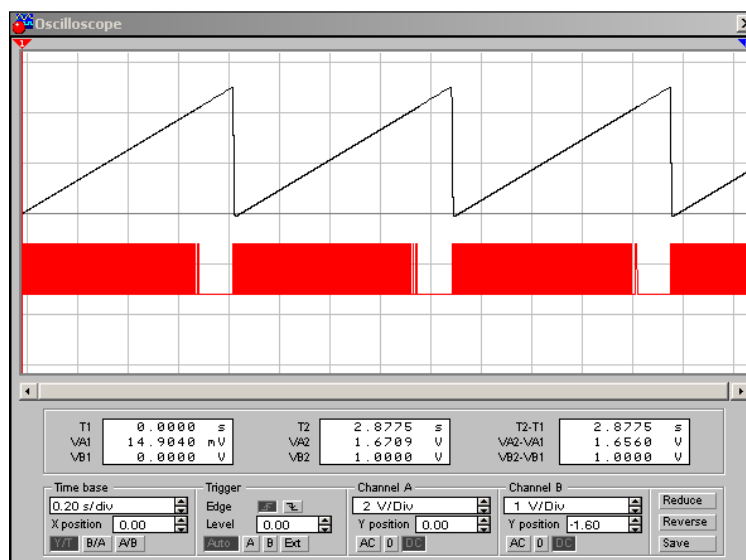 Oscilloscope
1
T1 0.0000 s T2 2.8775 s T2-T1 2.8775 s
VA1 14.9040 mV VA2 1.6709 V VA2-VA1 1.6560 V
VB1 0.0000 V VB2 1.0000 V VB2-VB1 1.0000 V
Time base Trigger Channel A Channel B
0.20 s/div Edge 2 V/Div 1 V/Div Reduce
X position 0.00 Level 0.00 Y position 0.00 Y position -1.60 Reverse
Y/T B/A A/B Auto A B Ext AC 0 DC AC 0 DC Save